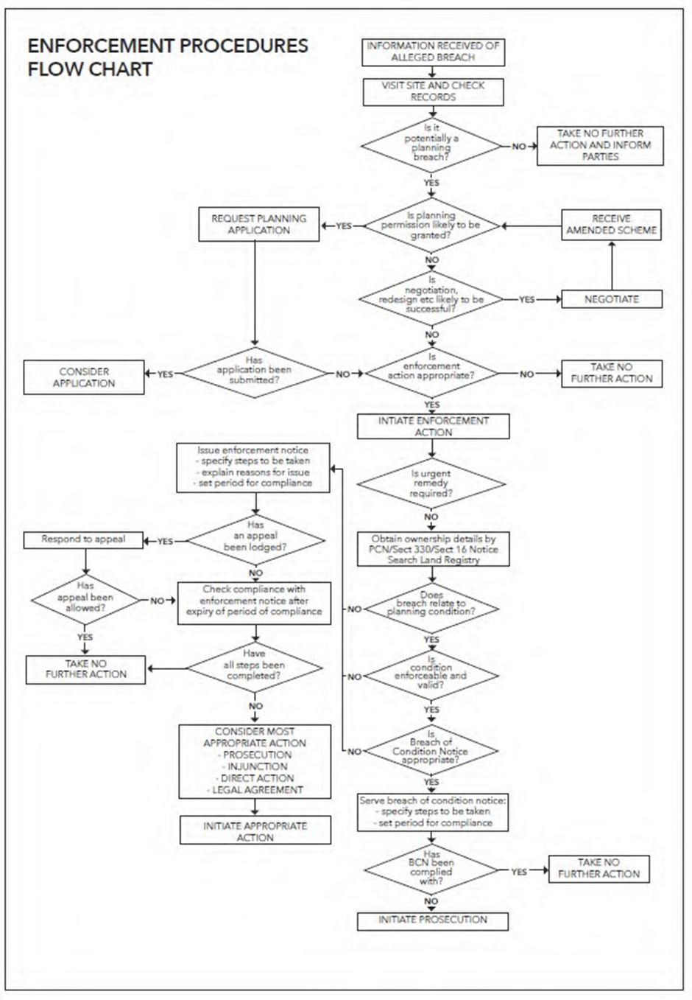 ENFORCEMENT PROCEDURES
FLOW CHART
INFORMATION RECEIVED OF
ALLEGED BREACH
VISIT SITE AND CHECK
RECORDS
Is it
potentially a
planning
breach?
NO
TAKE NO FURTHER
ACTION AND INFORM
PARTIES
YES
REQUEST PLANNING
APPLICATION
YES
Is planning
permission likely to be
granted?
RECEIVE
AMENDED SCHEME
NO
Is
negotiation,
redesign etc likely to be
successful?
YES
NEGOTIATE
NO
CONSIDER
APPLICATION
YES
Has
application been
submitted?
NO
Is
enforcement
action appropriate?
NO
TAKE NO
FURTHER ACTION
YES
INTIATE ENFORCEMENT
ACTION
Issue enforcement notice
- specify steps to be taken
- explain reasons for issue
- set period for compliance
Is urgent
remedy
required?
NO
Respond to appeal
YES
Has
an appeal
been lodged?
Obtain ownership details by
PCN/Sect 330/Sect 16 Notice
Search Land Registry
NO
Has
appeal been
allowed?
NO
Check compliance with
enforcement notice after
expiry of period of compliance
NO
Does
breach relate to
planning condition?
YES
YES
TAKE NO
FURTHER ACTION
Have
all steps been
completed?
NO
Is
condition
enforceable and
valid?
NO
YES
CONSIDER MOST
APPROPRIATE ACTION
- PROSECUTION
- INJUNCTION
- DIRECT ACTION
- LEGAL AGREEMENT
NO
Is
Breach of
Condition Notice
appropriate?
YES
INITIATE APPROPRIATE
ACTION
Serve breach of condition notice:
- specify steps to be taken
- set period for compliance
Has
BCN been
complied
with?
YES
TAKE NO
FURTHER ACTION
NO
INITIATE PROSECUTION